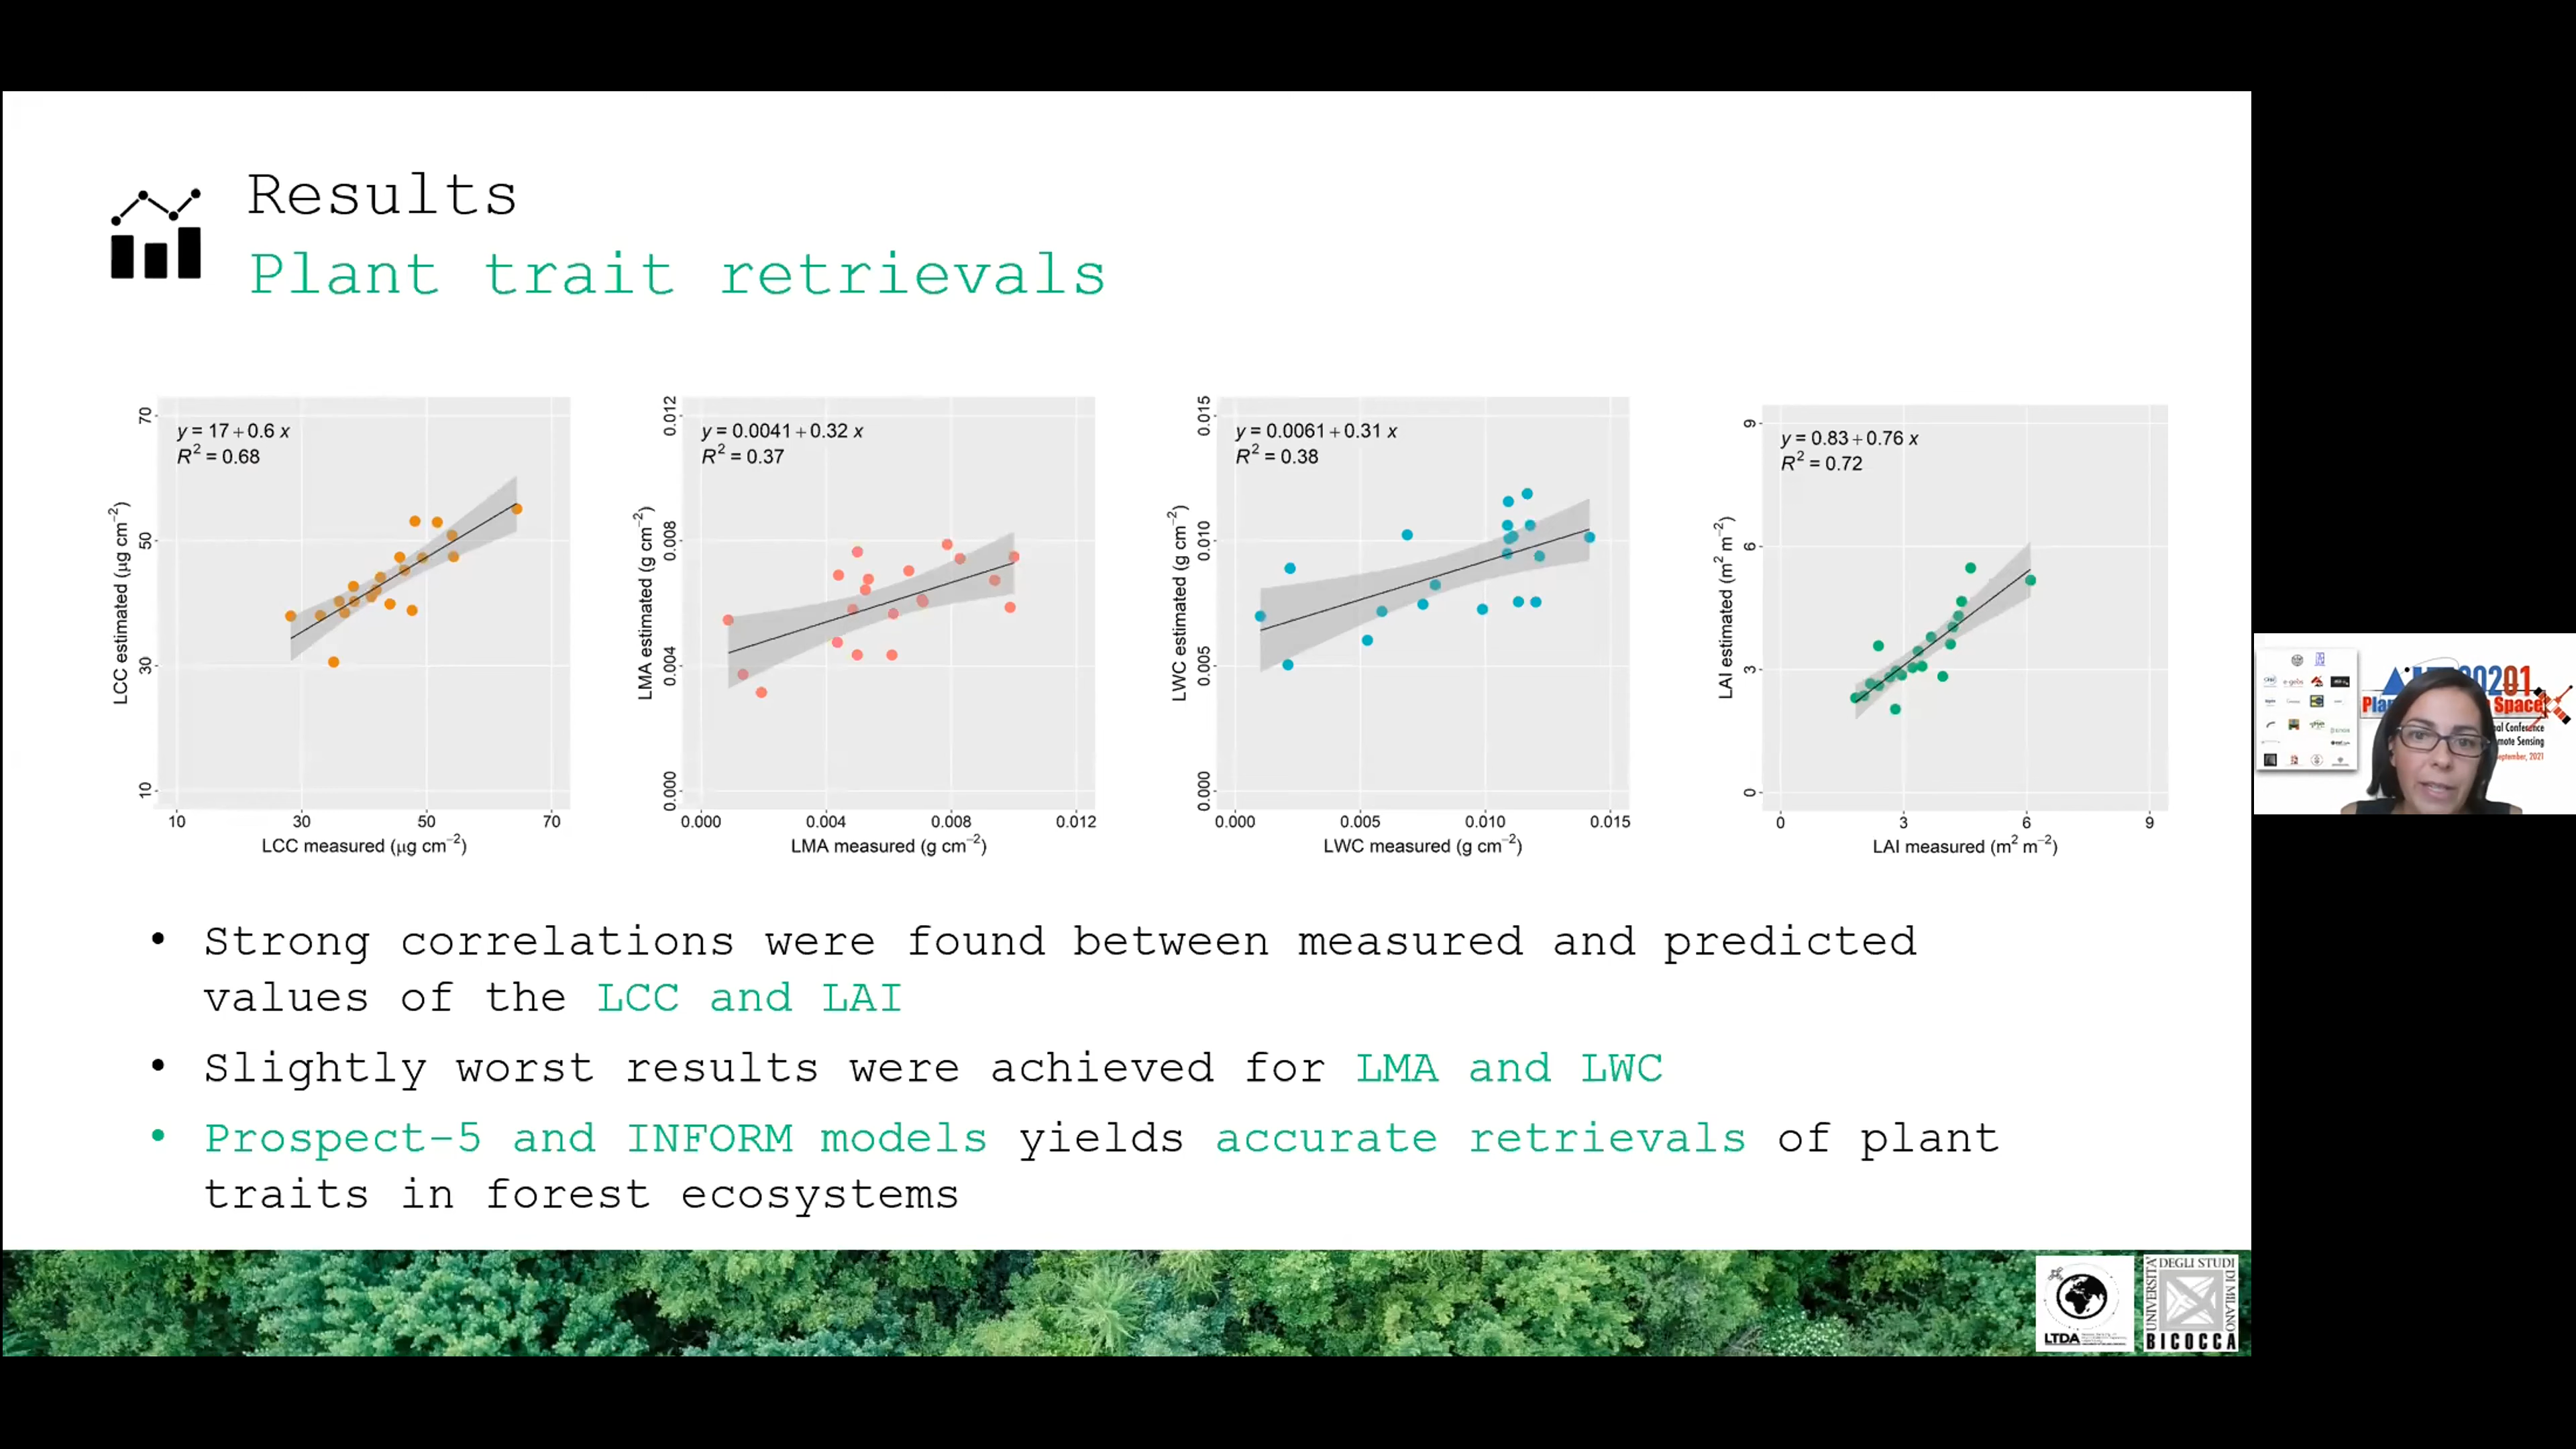 Results
Plant trait retrievals
y = 17 + 0.6 x
R² = 0.68
70
50
30
10
LCC estimated (µg cm⁻²)
10 30 50 70
LCC measured (µg cm⁻²)
y = 0.0041 + 0.32 x
R² = 0.37
0.012
0.008
0.004
0.000
LMA estimated (g cm⁻²)
0.000 0.004 0.008 0.012
LMA measured (g cm⁻²)
y = 0.0061 + 0.31 x
R² = 0.38
0.015
0.010
0.005
0.000
LWC estimated (g cm⁻²)
0.000 0.005 0.010 0.015
LWC measured (g cm⁻²)
y = 0.83 + 0.76 x
R² = 0.72
9
6
3
0
LAI estimated (m² m⁻²)
0 3 6 9
LAI measured (m² m⁻²)
• Strong correlations were found between measured and predicted
values of the LCC and LAI
• Slightly worst results were achieved for LMA and LWC
• Prospect-5 and INFORM models yields accurate retrievals of plant
traits in forest ecosystems
LTDA
UNIVERSITÀ DEGLI STUDI DI MILANO
BICOCCA
Space
Sensing
September, 2021